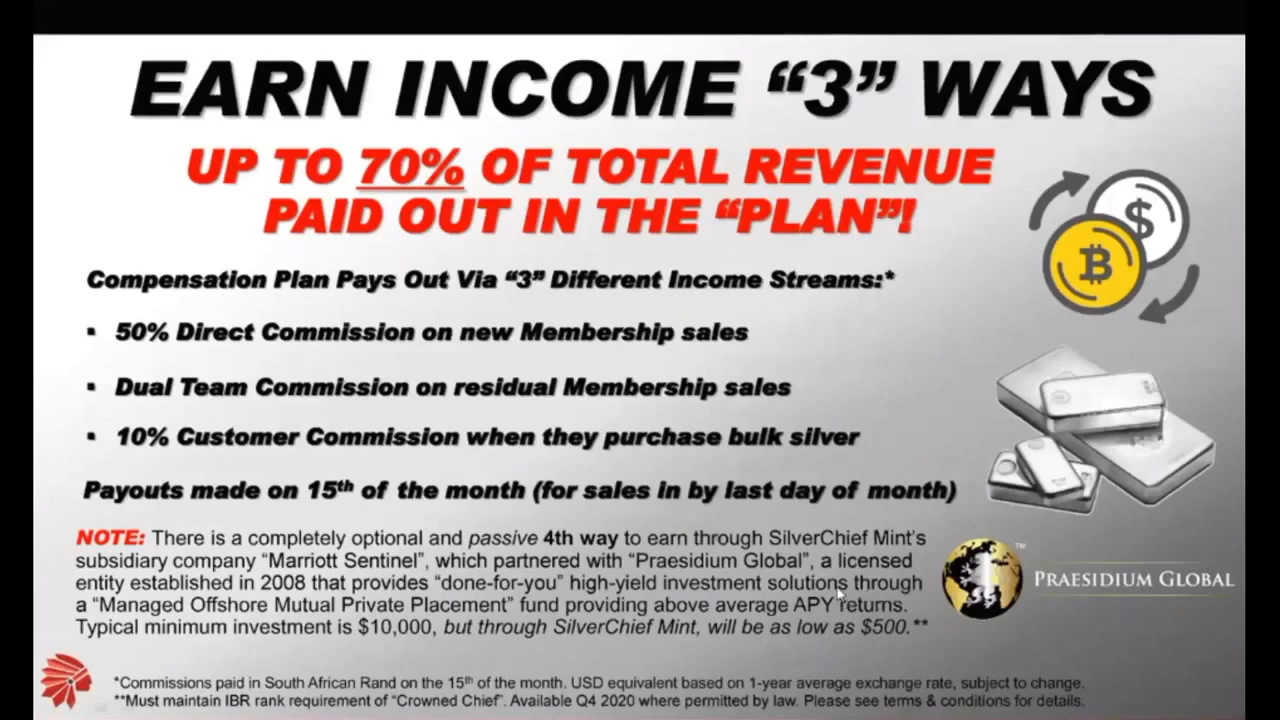 EARN INCOME “3” WAYS
UP TO 70% OF TOTAL REVENUE
PAID OUT IN THE “PLAN”!
Compensation Plan Pays Out Via “3” Different Income Streams:*
▪ 50% Direct Commission on new Membership sales
▪ Dual Team Commission on residual Membership sales
▪ 10% Customer Commission when they purchase bulk silver
Payouts made on 15th of the month (for sales in by last day of month)
NOTE: There is a completely optional and passive 4th way to earn through SilverChief Mint’s
subsidiary company “Marriott Sentinel”, which partnered with “Praesidium Global”, a licensed
entity established in 2008 that provides “done-for-you” high-yield investment solutions through
a “Managed Offshore Mutual Private Placement” fund providing above average APY returns.
Typical minimum investment is $10,000, but through SilverChief Mint, will be as low as $500.**
TM
PRAESIDIUM GLOBAL
*Commissions paid in South African Rand on the 15th of the month. USD equivalent based on 1-year average exchange rate, subject to change.
**Must maintain IBR rank requirement of “Crowned Chief”. Available Q4 2020 where permitted by law. Please see terms & conditions for details.